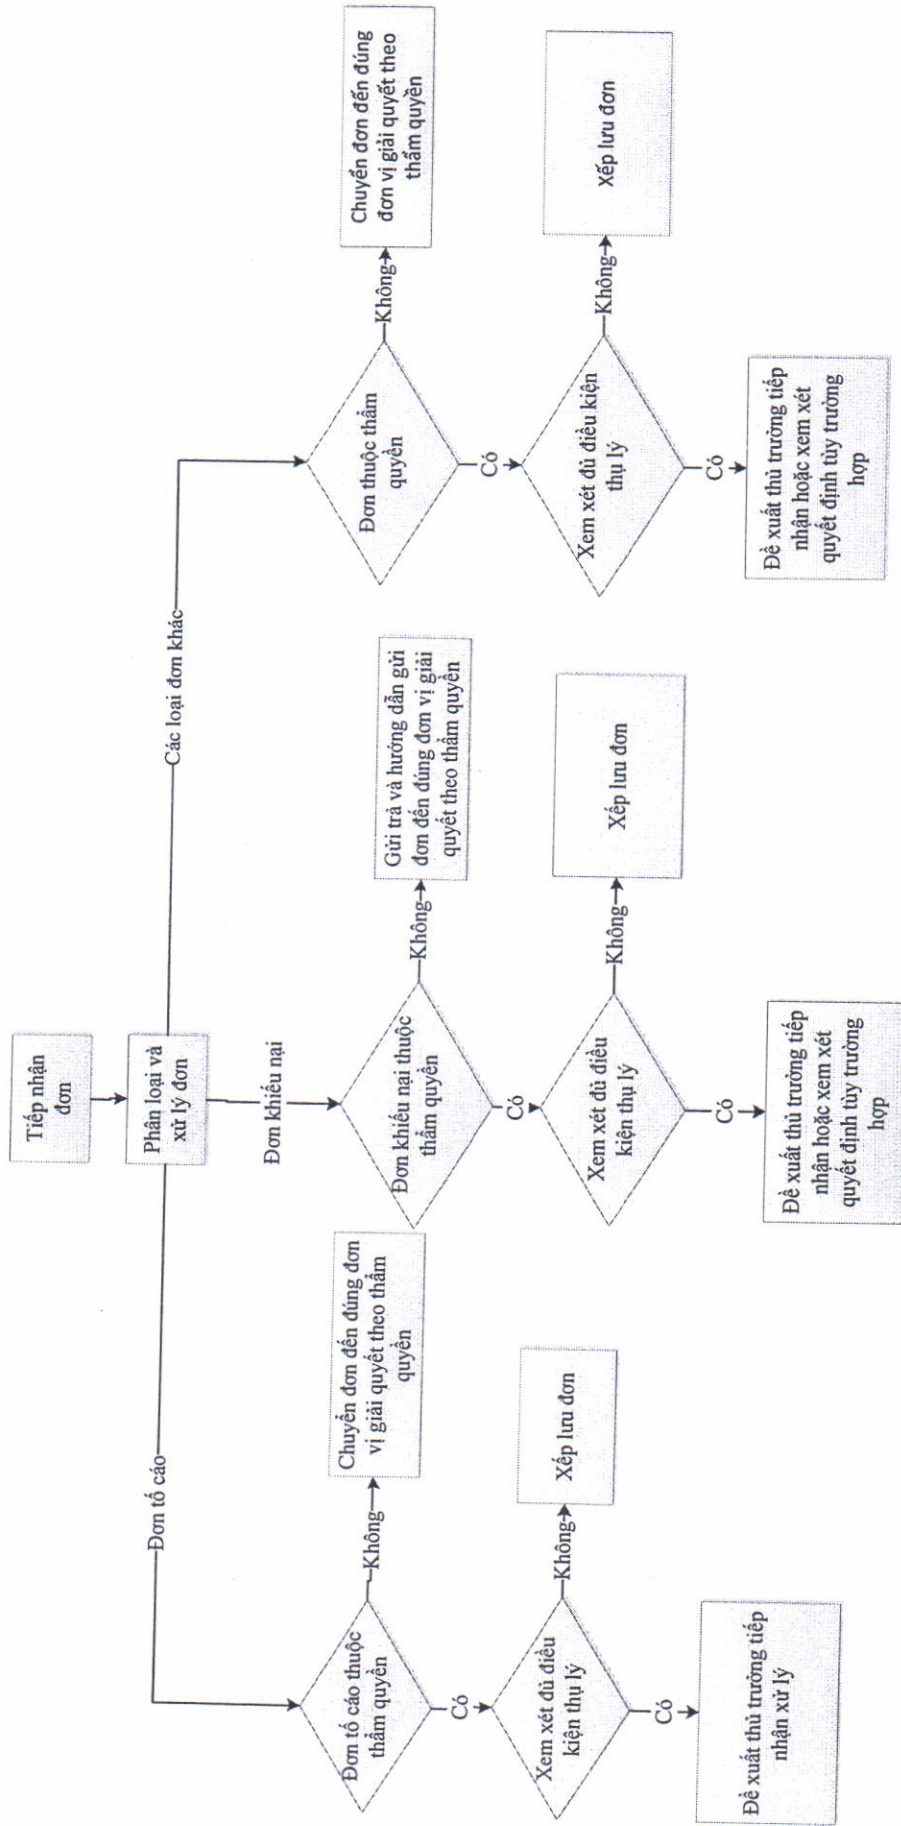 Tiếp nhận
đơn
Phân loại và
xử lý đơn
Đơn tố cáo
Đơn khiếu nại
Các loại đơn khác
Đơn tố cáo thuộc
thẩm quyền
Không
Chuyển đơn đến đúng đơn
vị giải quyết theo thẩm
quyền
Có
Xem xét đủ điều
kiện thụ lý
Không
Xếp lưu đơn
Có
Đề xuất thủ trưởng tiếp
nhận xử lý
Đơn khiếu nại thuộc
thẩm quyền
Không
Gửi trả và hướng dẫn gửi
đơn đến đúng đơn vị giải
quyết theo thẩm quyền
Có
Xem xét đủ điều
kiện thụ lý
Không
Xếp lưu đơn
Có
Đề xuất thủ trưởng tiếp
nhận hoặc xem xét
quyết định tùy trường
hợp
Đơn thuộc thẩm
quyền
Không
Chuyển đơn đến đúng
đơn vị giải quyết theo
thẩm quyền
Có
Xem xét đủ điều kiện
thụ lý
Không
Xếp lưu đơn
Có
Đề xuất thủ trưởng tiếp
nhận hoặc xem xét
quyết định tùy trường
hợp